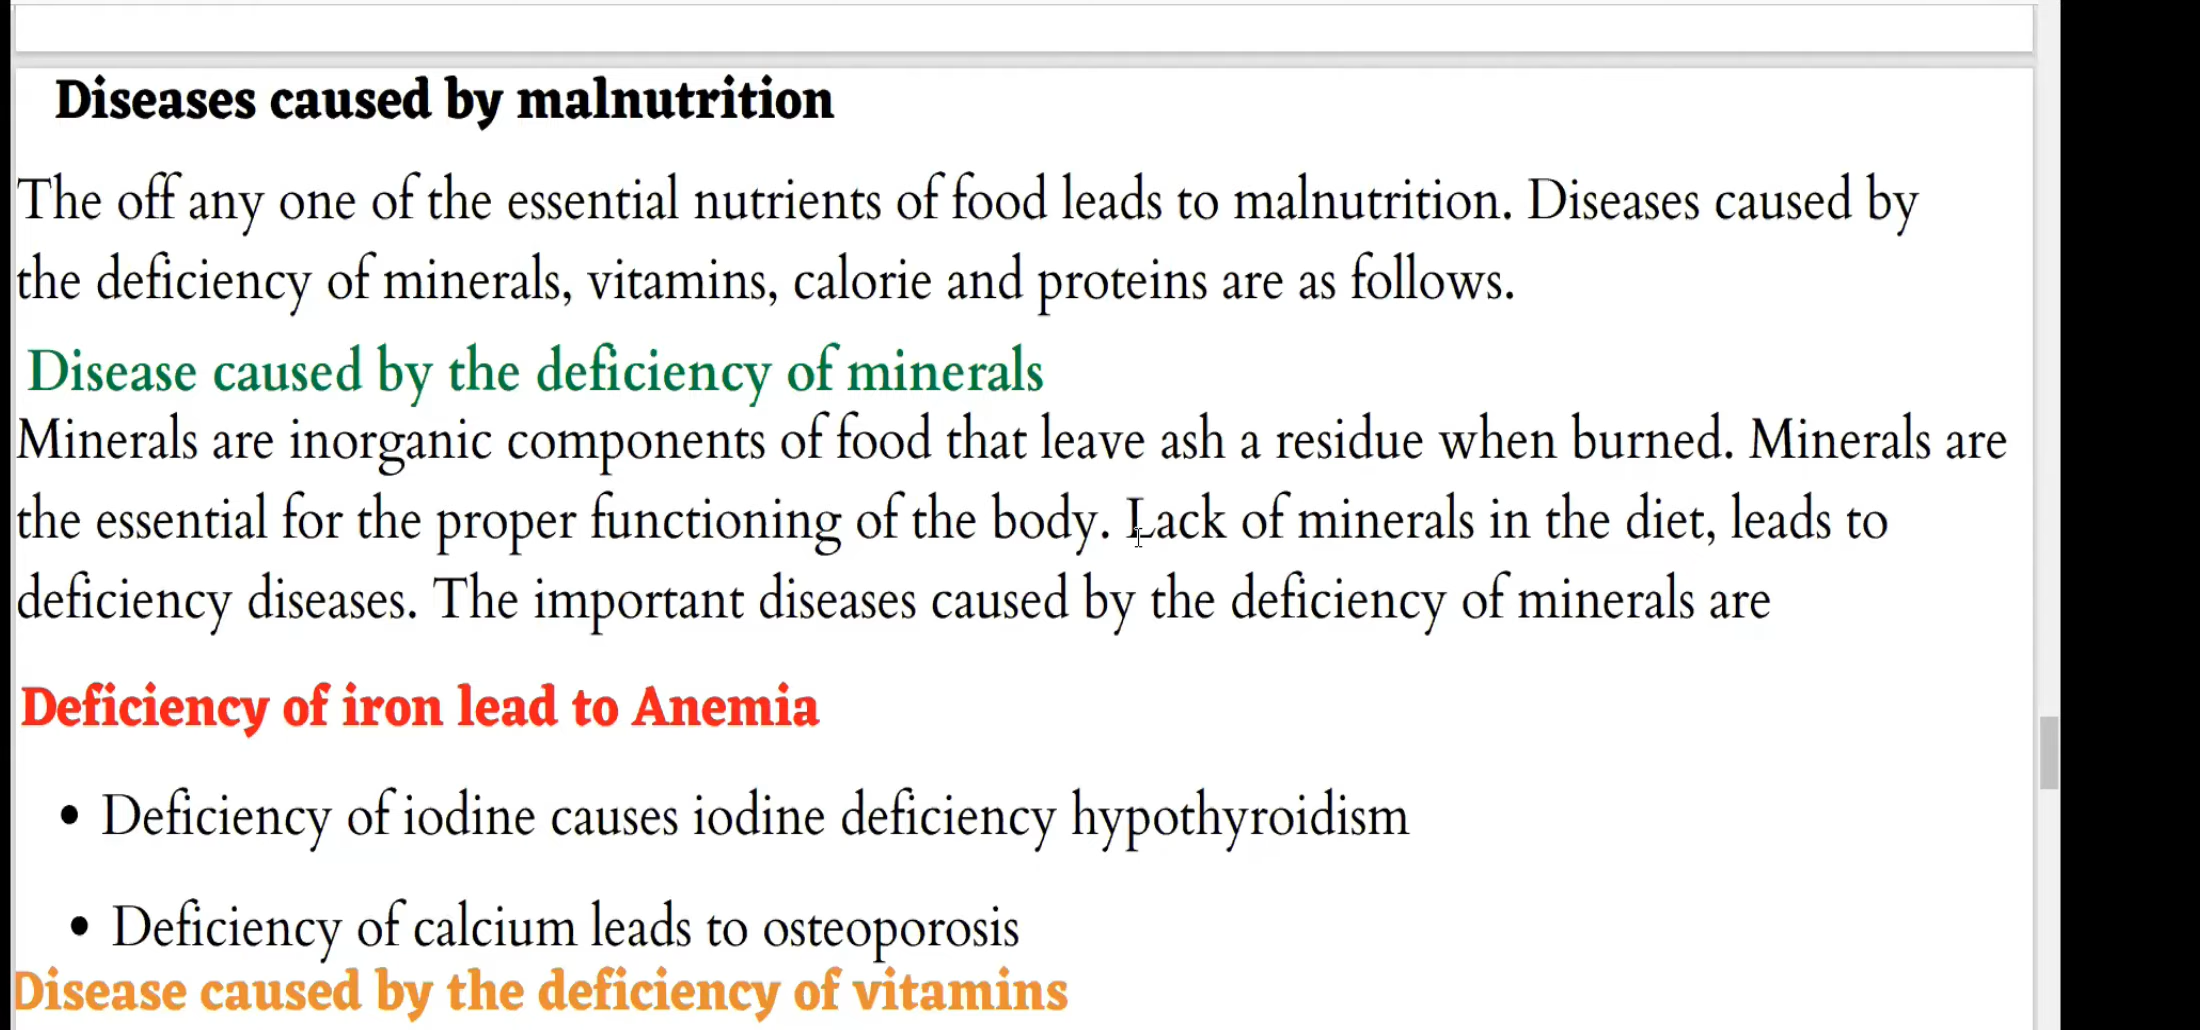 Diseases caused by malnutrition
The off any one of the essential nutrients of food leads to malnutrition. Diseases caused by
the deficiency of minerals, vitamins, calorie and proteins are as follows.
Disease caused by the deficiency of minerals
Minerals are inorganic components of food that leave ash a residue when burned. Minerals are
the essential for the proper functioning of the body. Lack of minerals in the diet, leads to
deficiency diseases. The important diseases caused by the deficiency of minerals are
Deficiency of iron lead to Anemia
• Deficiency of iodine causes iodine deficiency hypothyroidism
• Deficiency of calcium leads to osteoporosis
Disease caused by the deficiency of vitamins